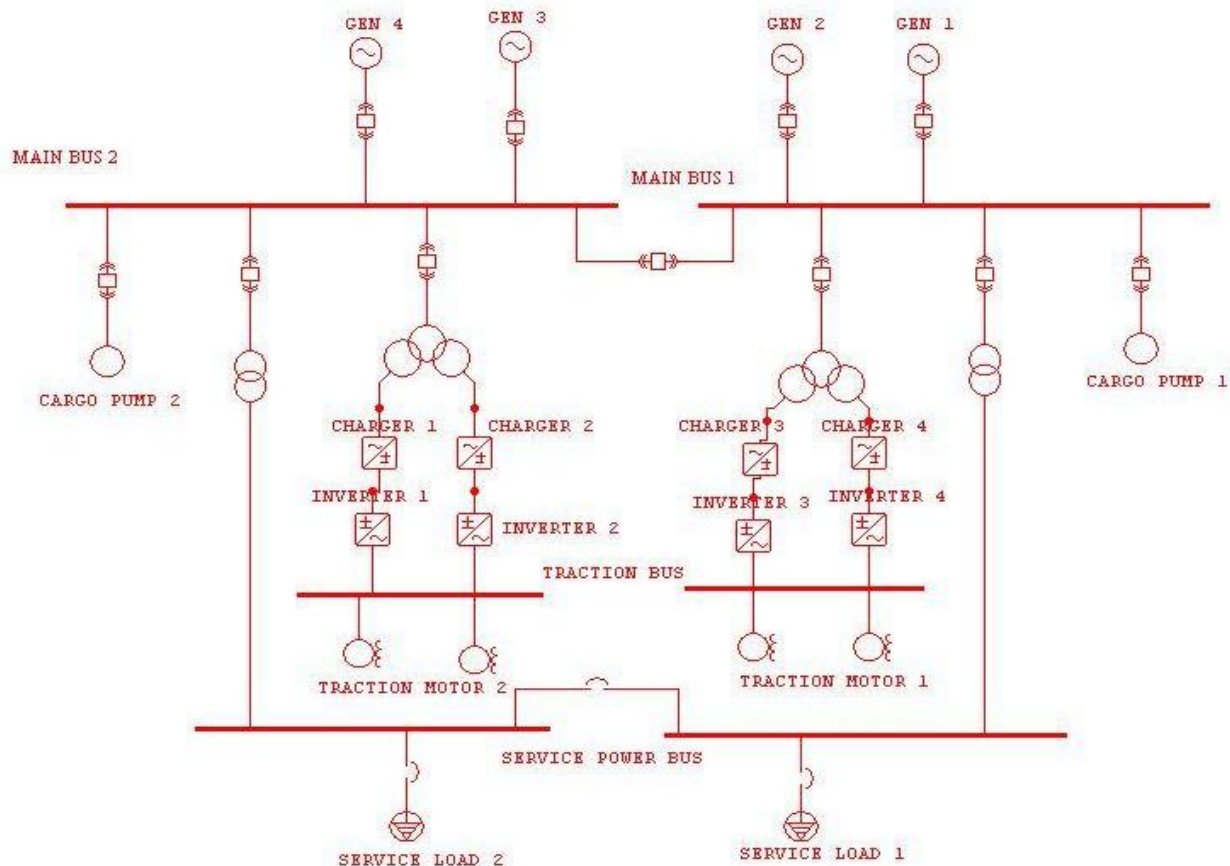 GEN 4
GEN 3
GEN 2
GEN 1
MAIN BUS 2
MAIN BUS 1
CARGO PUMP 2
CARGO PUMP 1
CHARGER 1
CHARGER 2
CHARGER 3
CHARGER 4
INVERTER 1
INVERTER 2
INVERTER 3
INVERTER 4
TRACTION BUS
TRACTION MOTOR 2
TRACTION MOTOR 1
SERVICE POWER BUS
SERVICE LOAD 2
SERVICE LOAD 1